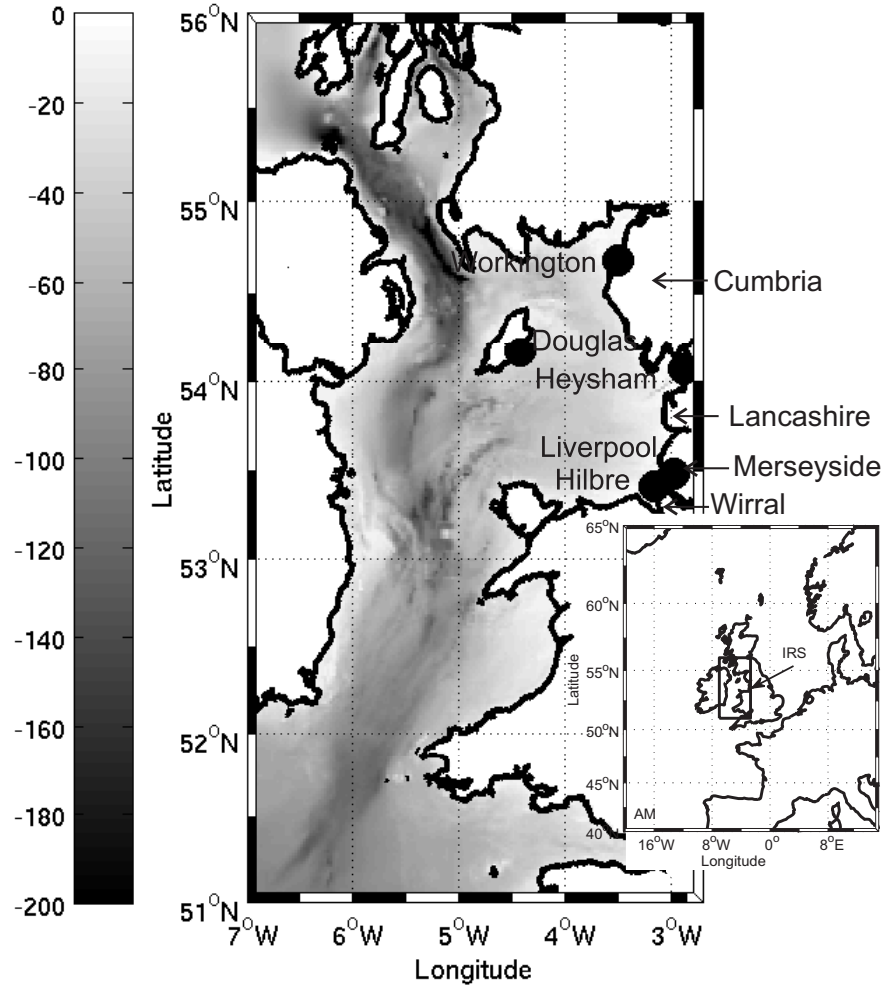 0
-20
-40
-60
-80
-100
-120
-140
-160
-180
-200
56°N
55°N
54°N
53°N
52°N
51°N
Latitude
7°W
6°W
5°W
4°W
3°W
Longitude
Workington
Cumbria
Douglas
Heysham
Lancashire
Liverpool
Merseyside
Hilbre
Wirral
65°N
60°N
55°N
50°N
45°N
Latitude
IRS
AM
16°W
8°W
0°
8°E
Longitude